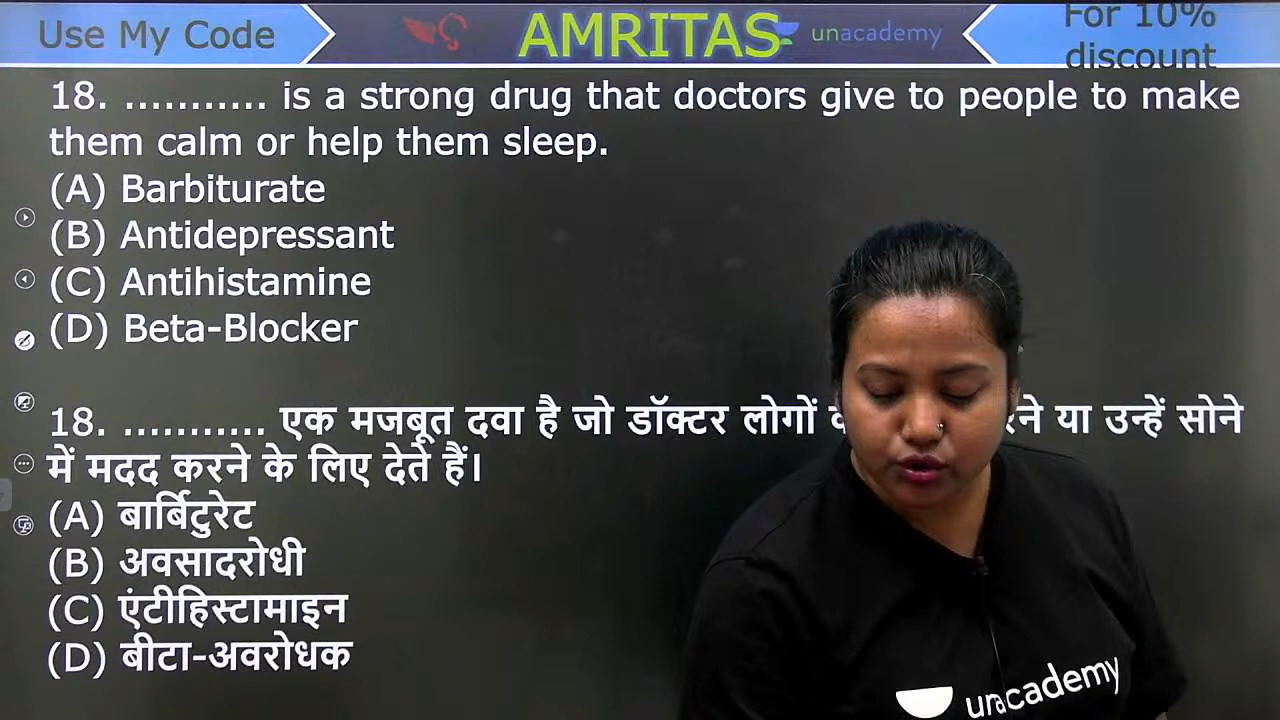 Use My Code
AMRITAS
unacademy
For 10%
discount
18. ........... is a strong drug that doctors give to people to make
them calm or help them sleep.
(A) Barbiturate
(B) Antidepressant
(C) Antihistamine
(D) Beta-Blocker
18. ........... एक मजबूत दवा है जो डॉक्टर लोगों या उन्हें सोने
में मदद करने के लिए देते हैं।
(A) बार्बिटुरेट
(B) अवसादरोधी
(C) एंटीहिस्टामाइन
(D) बीटा-अवरोधक
unacademy